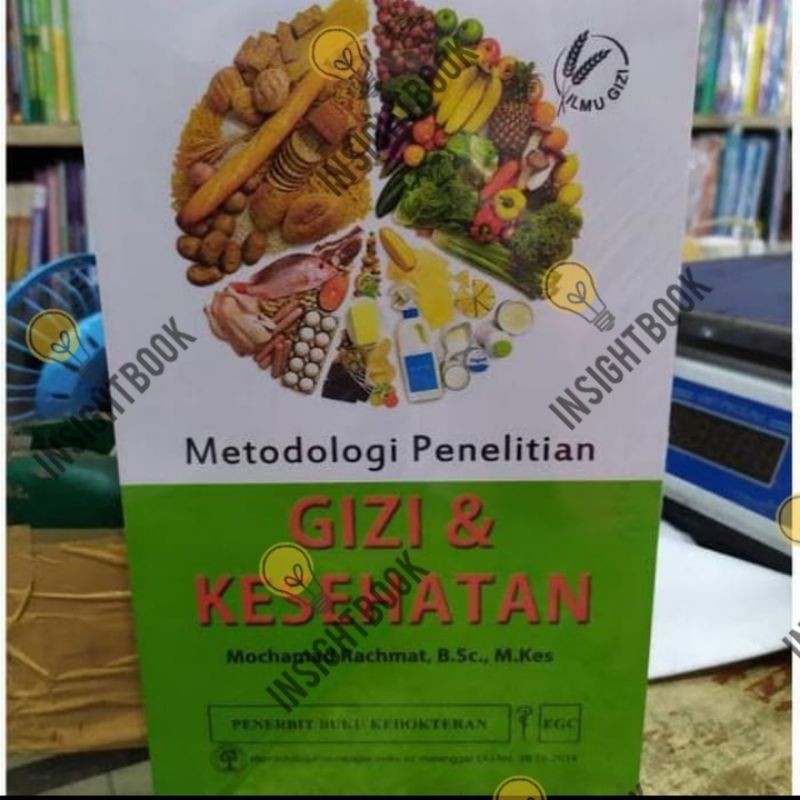 ILMU GIZI
INSIGHTBOOK
INSIGHTBOOK
INSIGHTBOOK
Metodologi Penelitian
GIZI &
KESEHATAN
INSIGHTBOOK
Mochamad Rachmat, B.Sc., M.Kes
PENERBIT BUKU KEDOKTERAN
EGC